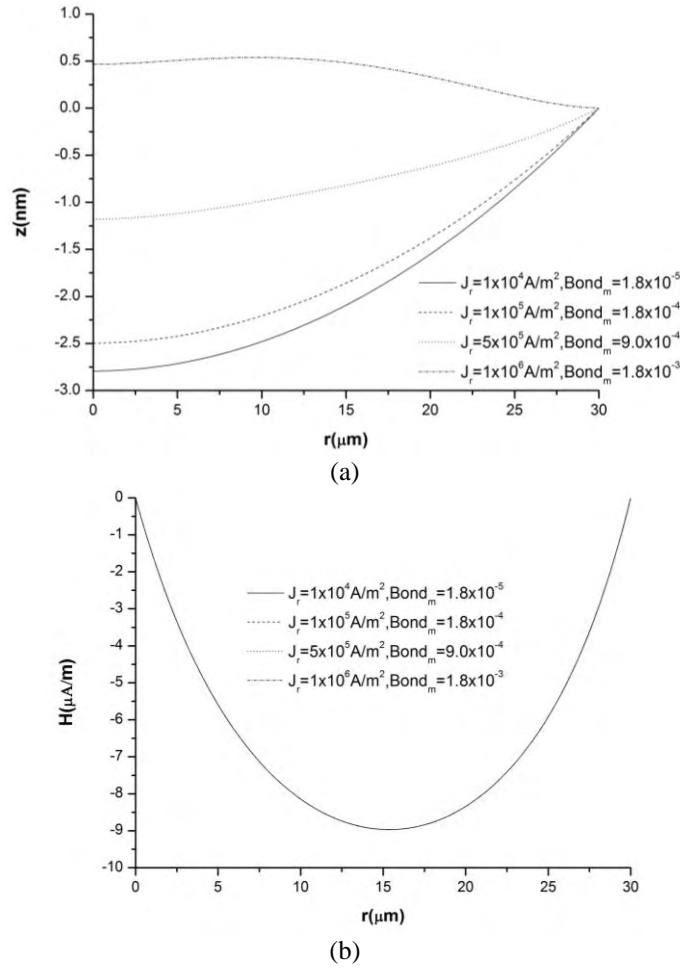 1.0
0.5
0.0
-0.5
-1.0
-1.5
-2.0
-2.5
-3.0
z(nm)
J_r=1x10^4A/m^2,Bond_m=1.8x10^-5
J_r=1x10^5A/m^2,Bond_m=1.8x10^-4
J_r=5x10^5A/m^2,Bond_m=9.0x10^-4
J_r=1x10^6A/m^2,Bond_m=1.8x10^-3
0 5 10 15 20 25 30
r(μm)
(a)
0
-1
-2
-3
-4
-5
-6
-7
-8
-9
-10
H(μA/m)
J_r=1x10^4A/m^2,Bond_m=1.8x10^-5
J_r=1x10^5A/m^2,Bond_m=1.8x10^-4
J_r=5x10^5A/m^2,Bond_m=9.0x10^-4
J_r=1x10^6A/m^2,Bond_m=1.8x10^-3
0 5 10 15 20 25 30
r(μm)
(b)